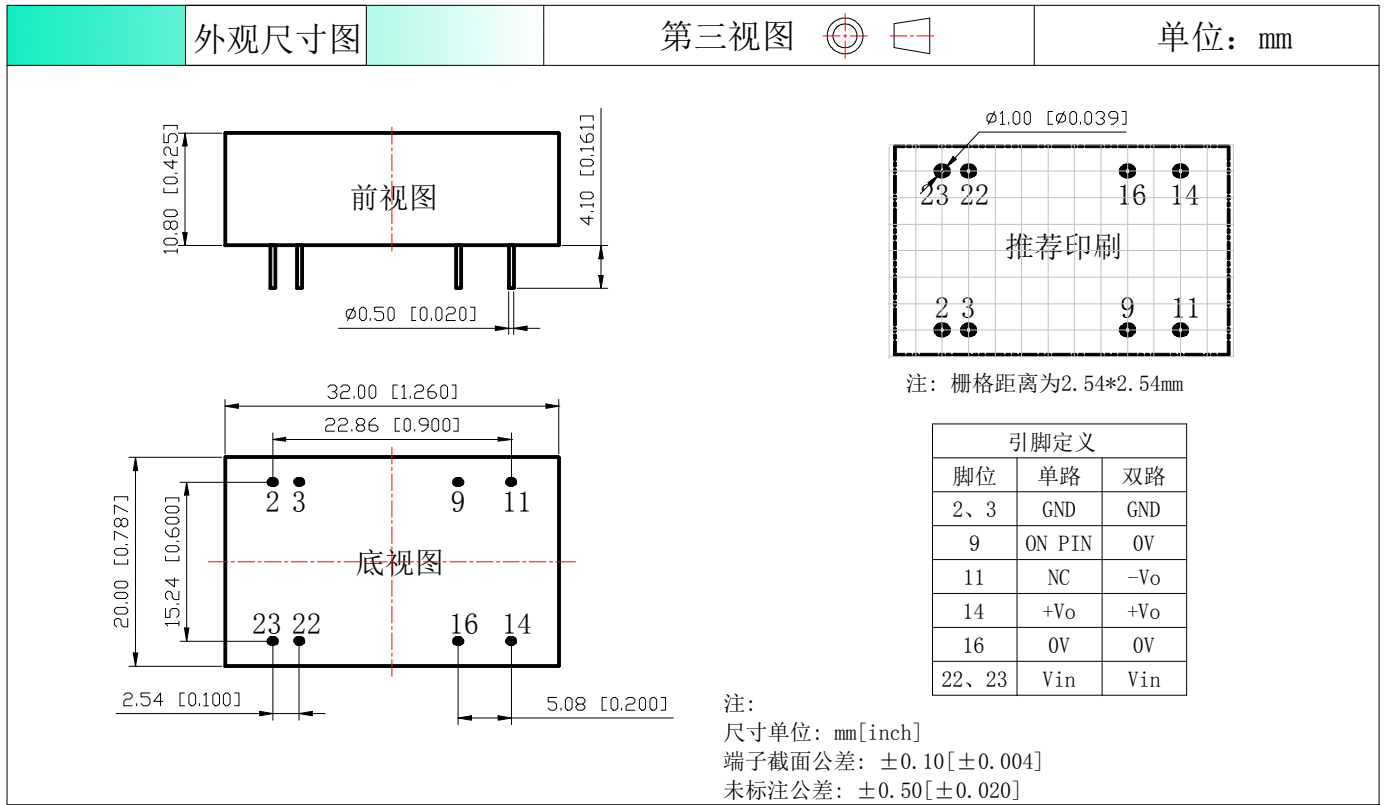 外观尺寸图 第三视图 单位: mm
10.80 [0.425]
前视图
4.10 [0.161]
Ø0.50 [0.020]
Ø1.00 [Ø0.039]
23 22 16 14
推荐印刷
2 3 9 11
注: 栅格距离为2.54*2.54mm
32.00 [1.260]
22.86 [0.900]
20.00 [0.787]
15.24 [0.600]
2 3 9 11
底视图
23 22 16 14
2.54 [0.100]
5.08 [0.200]
引脚定义
脚位 单路 双路
2、3 GND GND
9 ON PIN 0V
11 NC -Vo
14 +Vo +Vo
16 0V 0V
22、23 Vin Vin
注:
尺寸单位: mm[inch]
端子截面公差: ±0.10[±0.004]
未标注公差: ±0.50[±0.020]